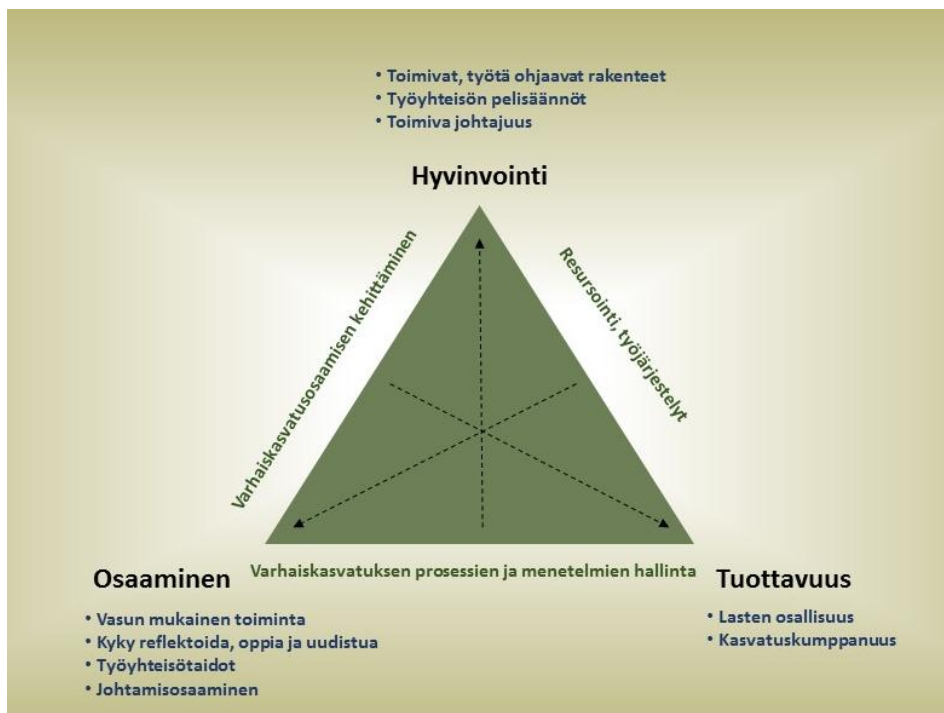 • Toimivat, työtä ohjaavat rakenteet
• Työyhteisön pelisäännöt
• Toimiva johtajuus
Hyvinvointi
Varhaiskasvatusosaamisen kehittäminen
Resursointi, työjärjestelyt
Osaaminen
Varhaiskasvatuksen prosessien ja menetelmien hallinta
Tuottavuus
• Vasun mukainen toiminta
• Kyky reflektoida, oppia ja uudistua
• Työyhteisötaidot
• Johtamisosaaminen
• Lasten osallisuus
• Kasvatuskumppanuus